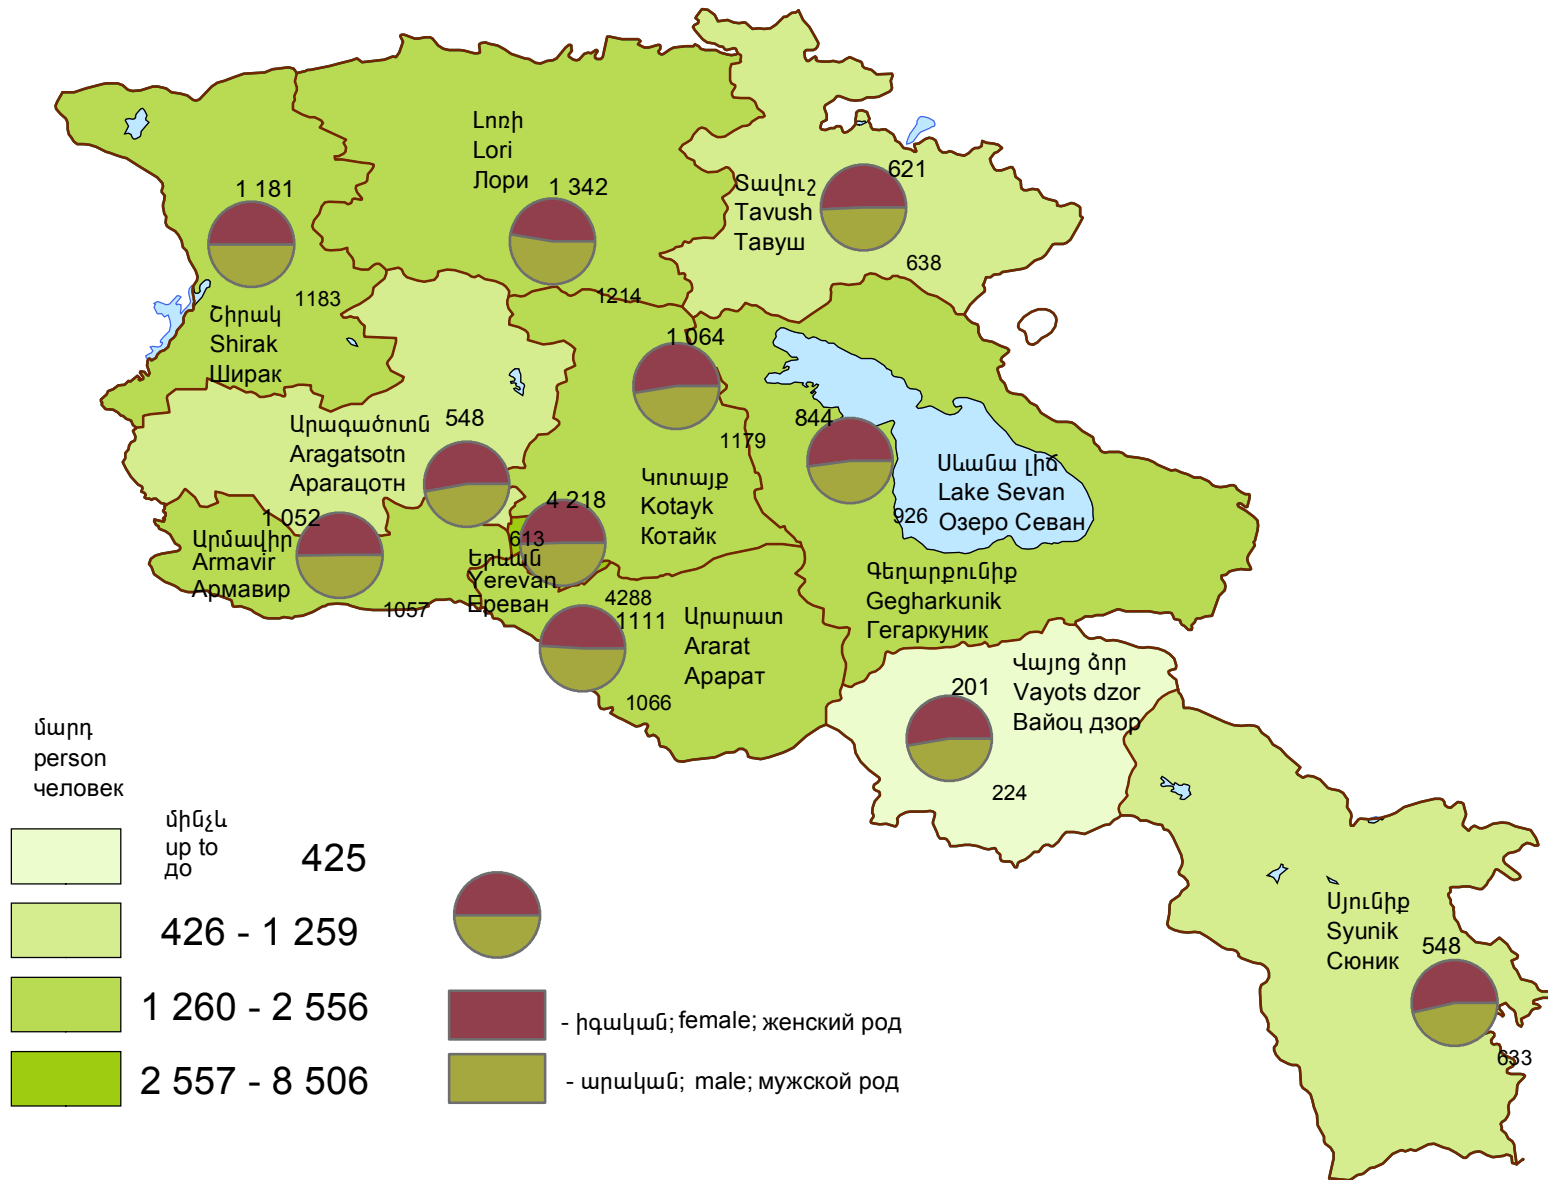 Լոռի
Lori
Лори
1 342
1214
1 181
1183
Շիրակ
Shirak
Ширак
621
Տավուշ
Tavush
Тавуш
638
1 064
1179
Կոտայք
Kotayk
Котайк
844
926
Սևանա լիճ
Lake Sevan
Озеро Севан
Գեղարքունիք
Gegharkunik
Гегаркуник
548
Արագածոտն
Aragatsotn
Арагацотн
613
1 052
Արմավիր
Armavir
Армавир
1057
4 218
Երևան
Yerevan
Ереван
4288
1111
Արարատ
Ararat
Арарат
1066
Վայոց ձոր
Vayots dzor
Вайоц дзор
201
224
Սյունիք
Syunik
Сюник
548
633
մարդ
person
человек
մինչև
up to
до
425
426 - 1 259
1 260 - 2 556
2 557 - 8 506
- իգական; female; женский род
- արական; male; мужской род